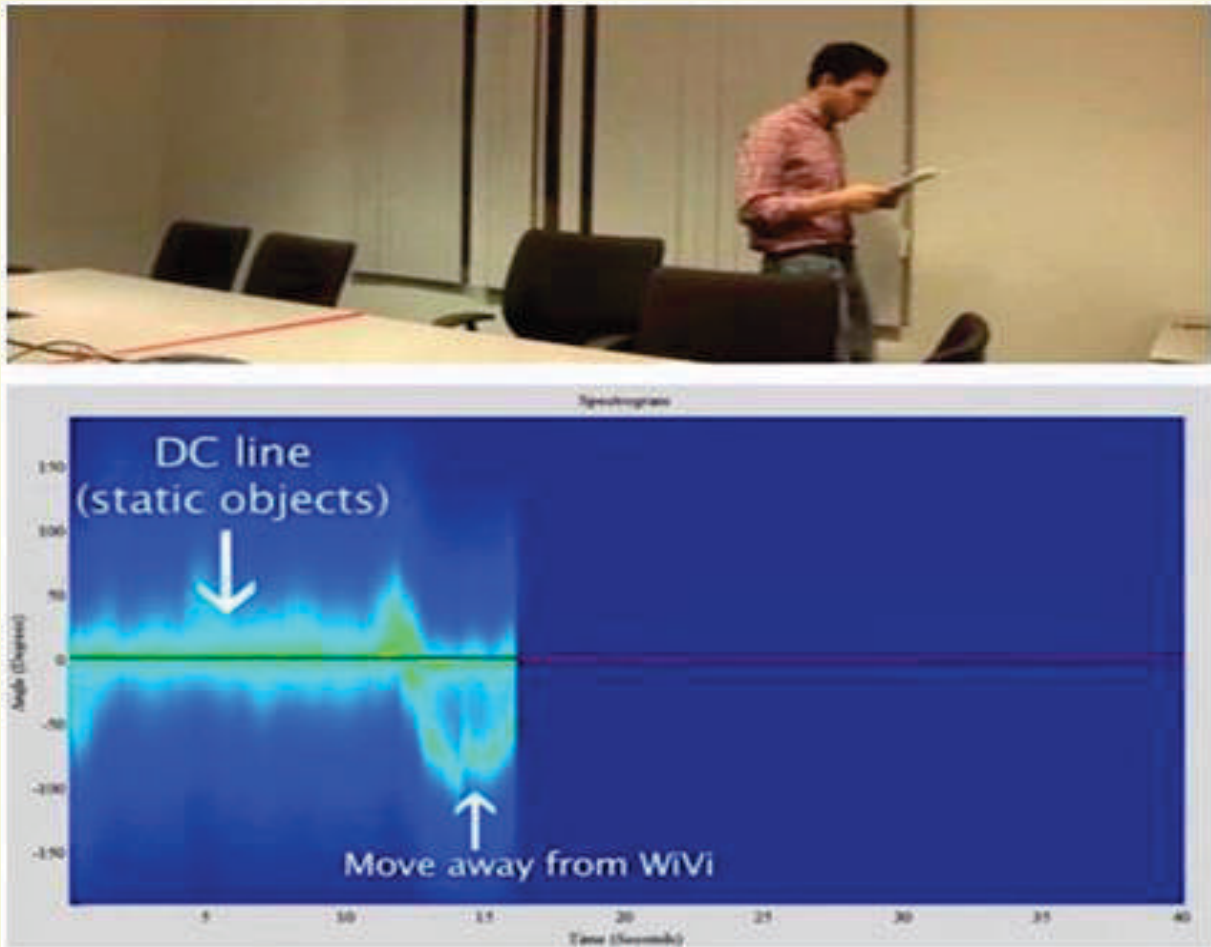 Spectrogram
DC line
(static objects)
150
100
50
0
-50
-100
-150
Angle (Degree)
Move away from WiVi
5 10 15 20 25 30 35 40
Time (Seconds)